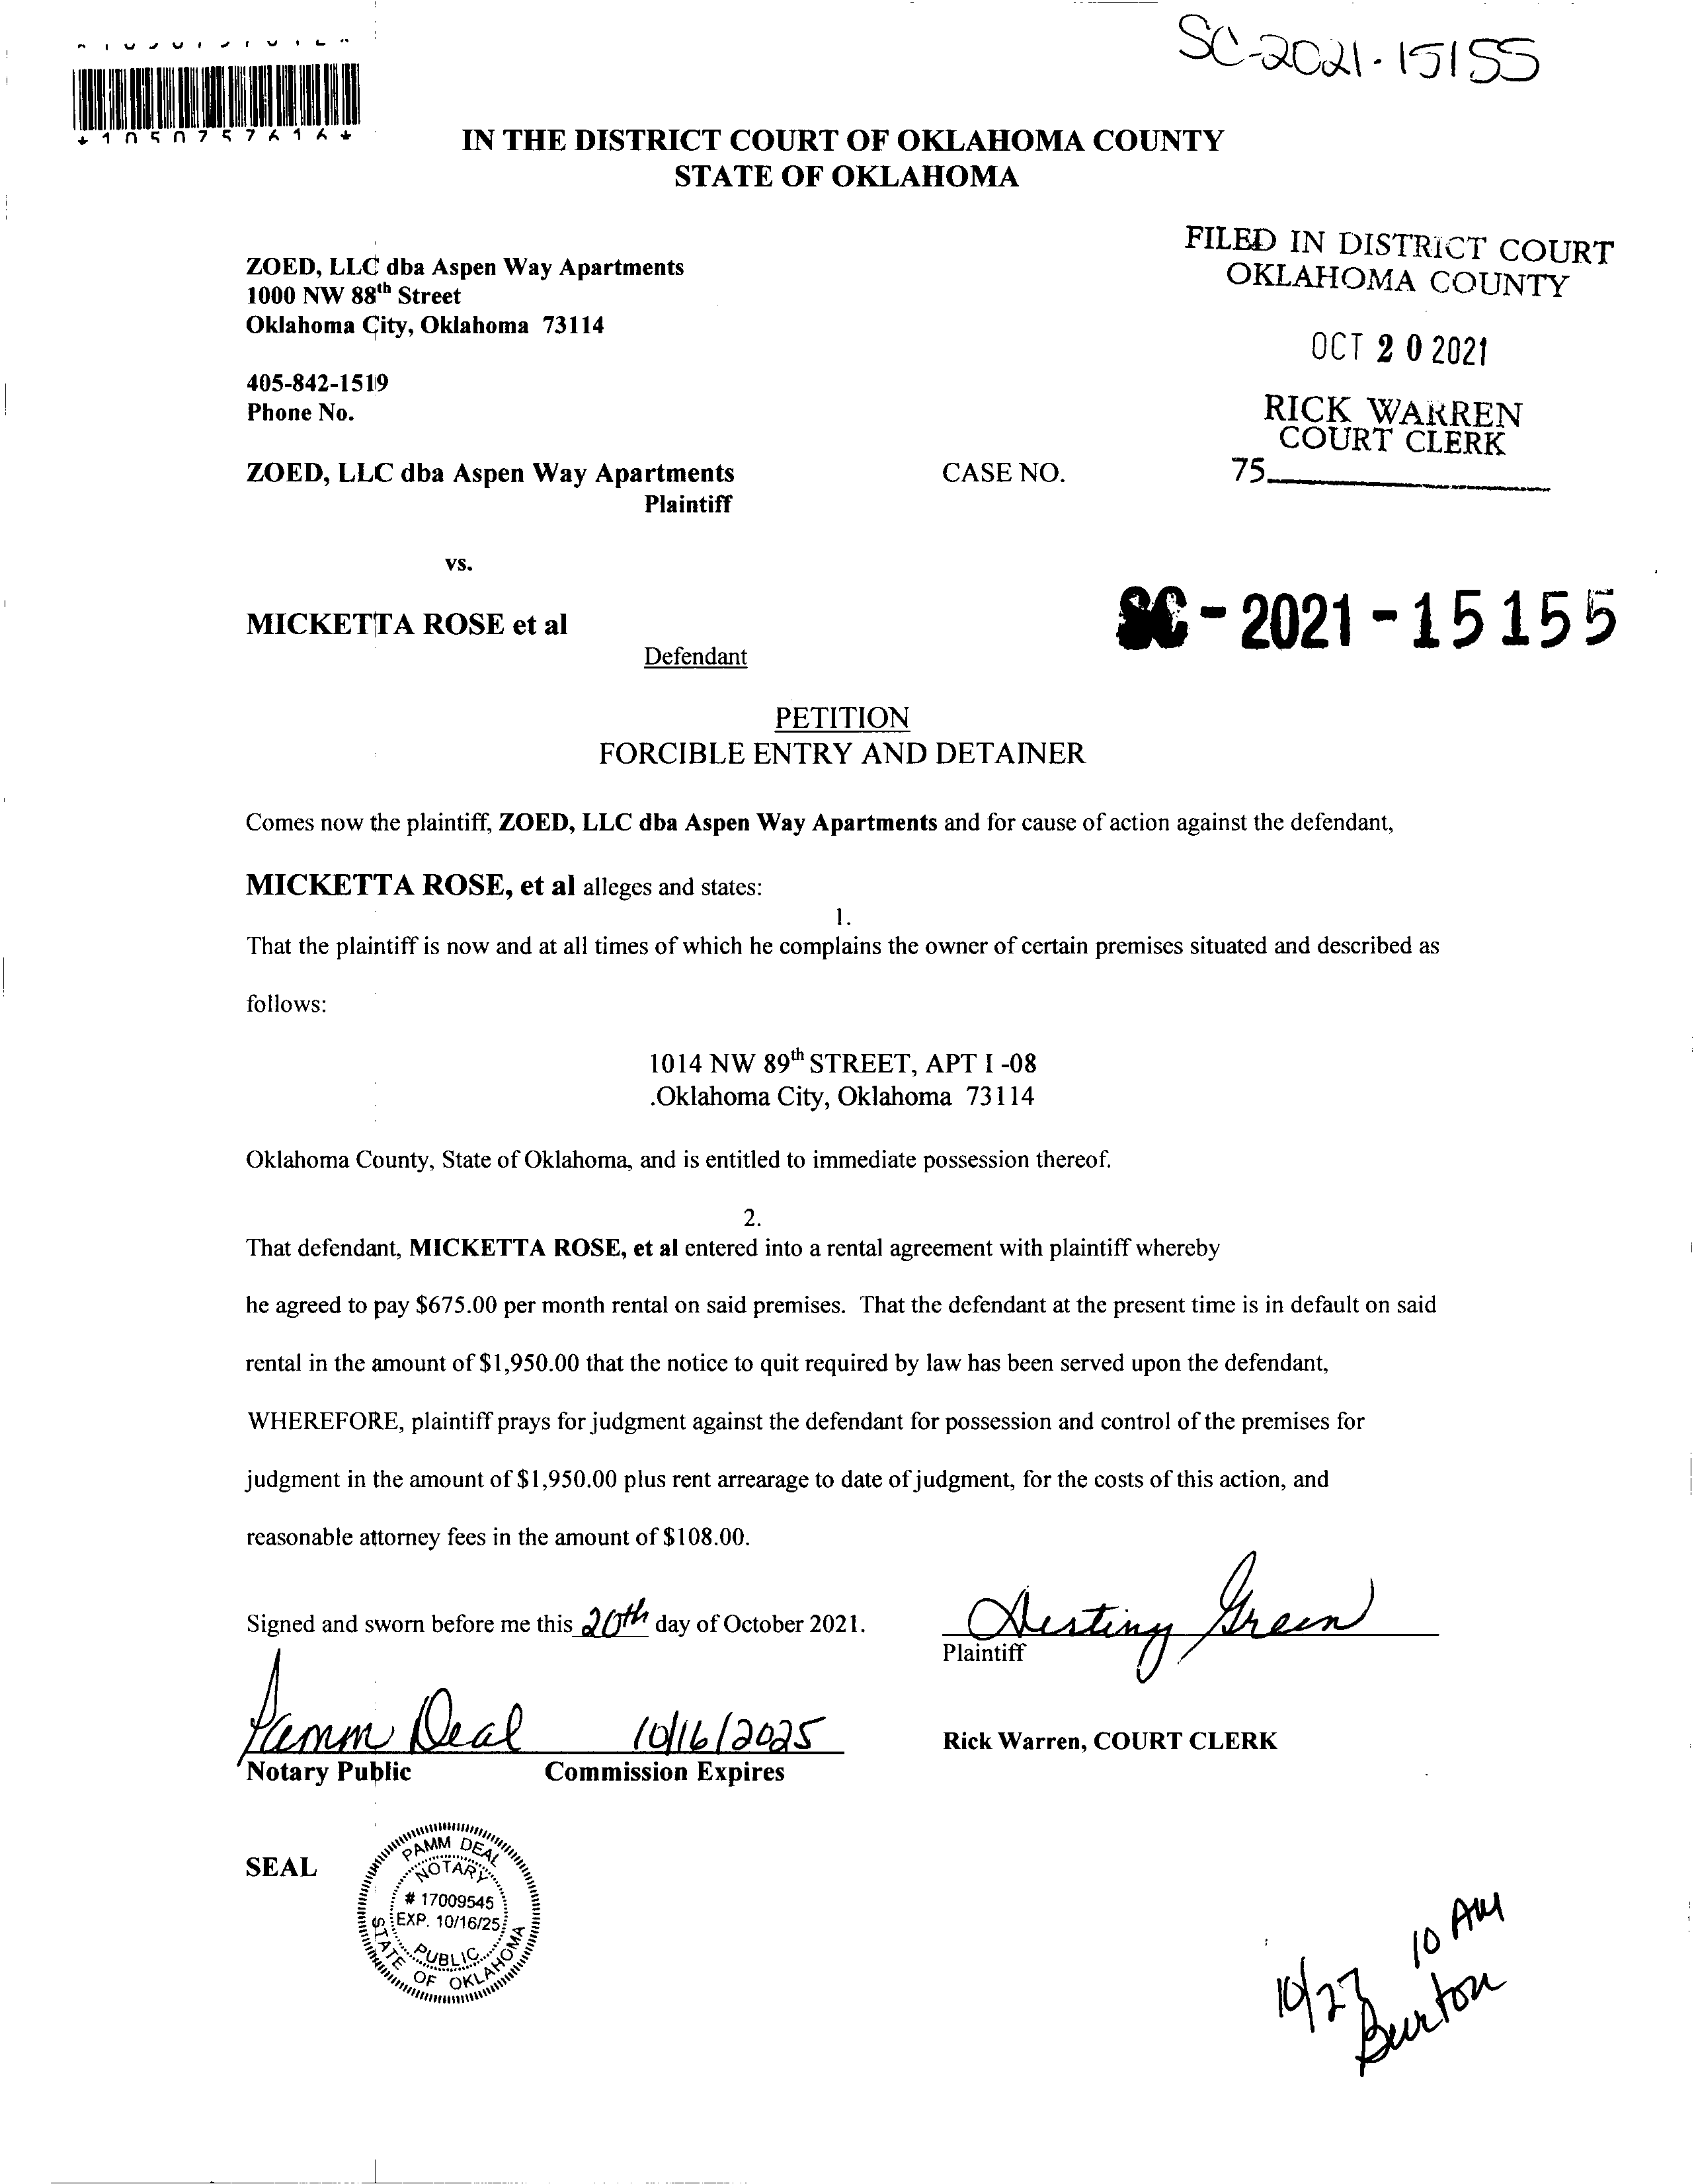 SC-2021-15155
*1050757616*
IN THE DISTRICT COURT OF OKLAHOMA COUNTY
STATE OF OKLAHOMA
FILED IN DISTRICT COURT
OKLAHOMA COUNTY
OCT 20 2021
RICK WARREN
COURT CLERK
75
ZOED, LLC dba Aspen Way Apartments
1000 NW 88th Street
Oklahoma City, Oklahoma 73114
405-842-1519
Phone No.
ZOED, LLC dba Aspen Way Apartments CASE NO.
Plaintiff
vs.
SC-2021-15155
MICKETTA ROSE et al
Defendant
PETITION
FORCIBLE ENTRY AND DETAINER
Comes now the plaintiff, ZOED, LLC dba Aspen Way Apartments and for cause of action against the defendant,
MICKETTA ROSE, et al alleges and states:
1.
That the plaintiff is now and at all times of which he complains the owner of certain premises situated and described as
follows:
1014 NW 89th STREET, APT I -08
.Oklahoma City, Oklahoma 73114
Oklahoma County, State of Oklahoma, and is entitled to immediate possession thereof.
2.
That defendant, MICKETTA ROSE, et al entered into a rental agreement with plaintiff whereby
he agreed to pay $675.00 per month rental on said premises. That the defendant at the present time is in default on said
rental in the amount of $1,950.00 that the notice to quit required by law has been served upon the defendant,
WHEREFORE, plaintiff prays for judgment against the defendant for possession and control of the premises for
judgment in the amount of $1,950.00 plus rent arrearage to date of judgment, for the costs of this action, and
reasonable attorney fees in the amount of $108.00.
Signed and sworn before me this 20th day of October 2021.
Destiny Green
Plaintiff
Pamm Deal 10/16/2025
Notary Public Commission Expires
Rick Warren, COURT CLERK
SEAL
PAMM DEAL
NOTARY
# 17009545
EXP. 10/16/25
PUBLIC
STATE OF OKLAHOMA
10/27 10 AM
Burton